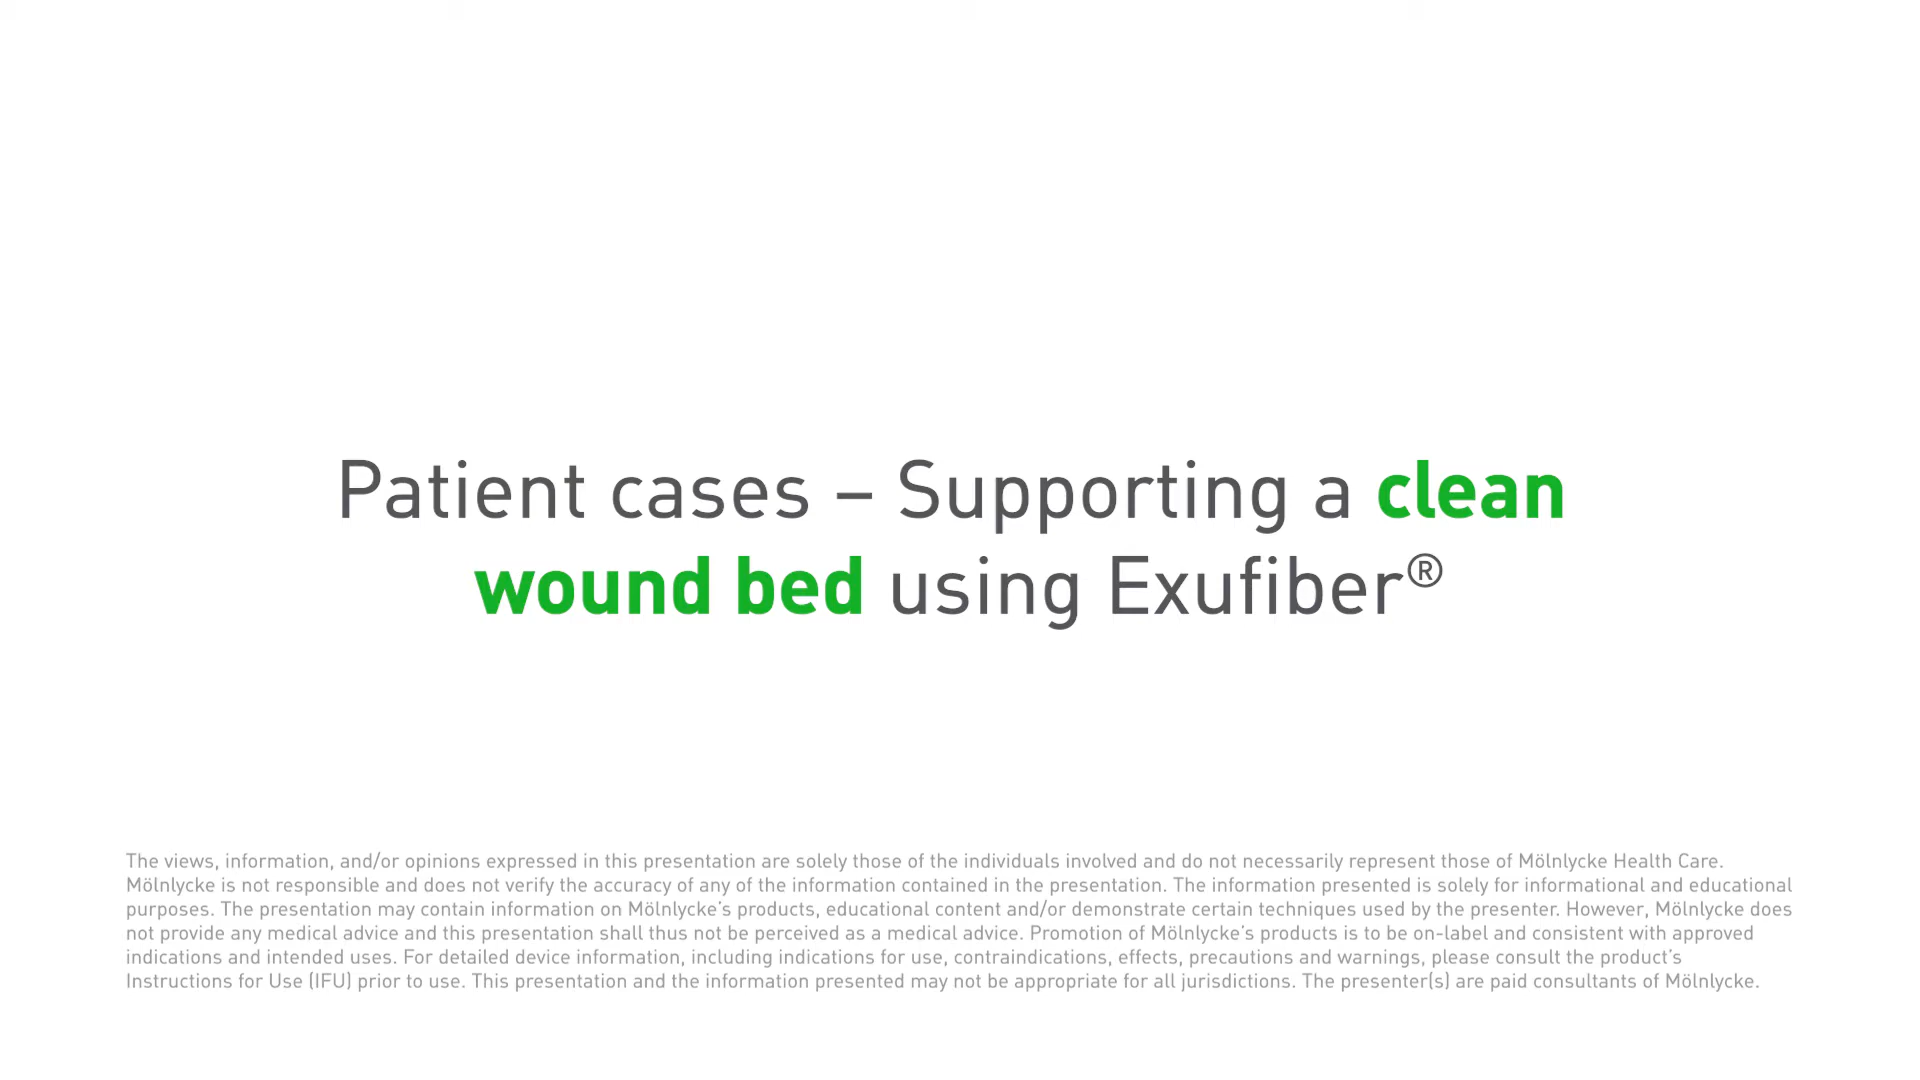 Patient cases – Supporting a clean
wound bed using Exufiber®
The views, information, and/or opinions expressed in this presentation are solely those of the individuals involved and do not necessarily represent those of Mölnlycke Health Care.
Mölnlycke is not responsible and does not verify the accuracy of any of the information contained in the presentation. The information presented is solely for informational and educational
purposes. The presentation may contain information on Mölnlycke's products, educational content and/or demonstrate certain techniques used by the presenter. However, Mölnlycke does
not provide any medical advice and this presentation shall thus not be perceived as a medical advice. Promotion of Mölnlycke's products is to be on-label and consistent with approved
indications and intended uses. For detailed device information, including indications for use, contraindications, effects, precautions and warnings, please consult the product's
Instructions for Use (IFU) prior to use. This presentation and the information presented may not be appropriate for all jurisdictions. The presenter(s) are paid consultants of Mölnlycke.